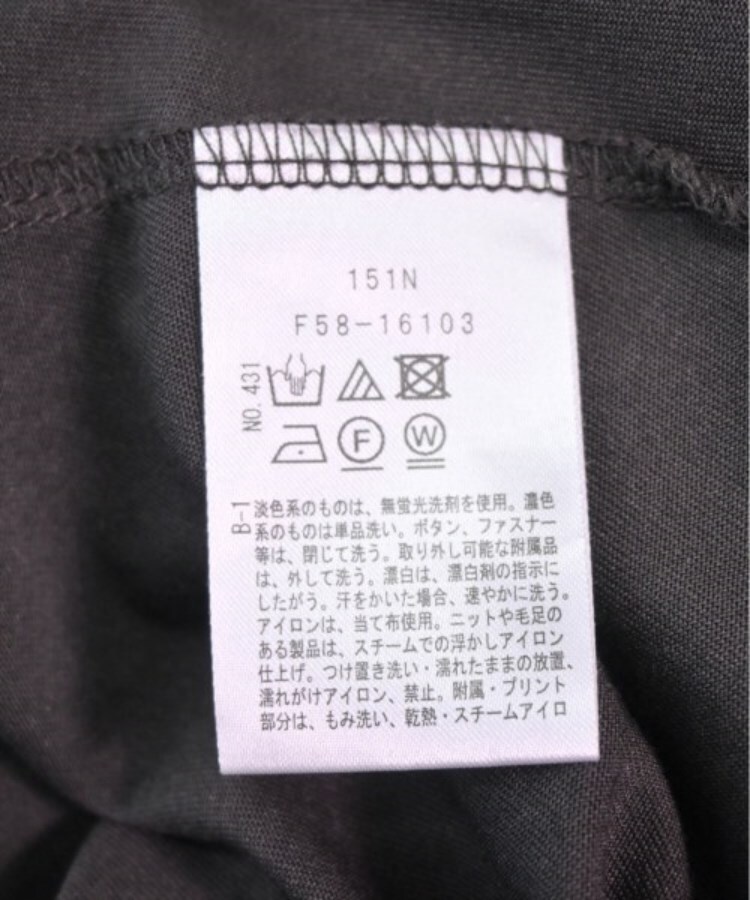 151N
F58-16103
NO. 431
F
W
B-1
淡色系のものは、無蛍光洗剤を使用。濃色
系のものは単品洗い。ボタン、ファスナー
等は、閉じて洗う。取り外し可能な附属品
は、外して洗う。漂白は、漂白剤の指示に
したがう。汗をかいた場合、速やかに洗う。
アイロンは、当て布使用。ニットや毛足の
ある製品は、スチームでの浮かしアイロン
仕上げ。つけ置き洗い・濡れたままの放置、
濡れがけアイロン、禁止。附属・プリント
部分は、もみ洗い、乾熱・スチームアイロ